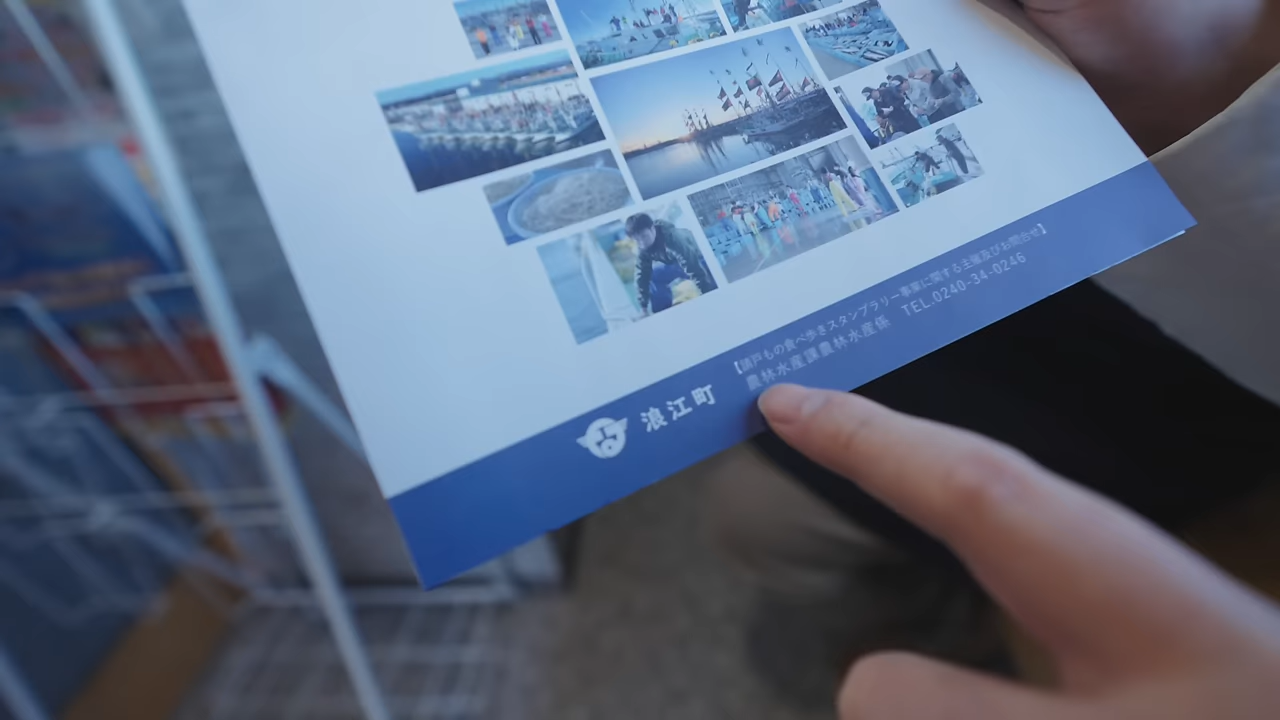 【請戸もの食べ歩きスタンプラリー事業に関する主催及びお問合せ】
農林水産課農林水産係 TEL.0240-34-0246
浪江町